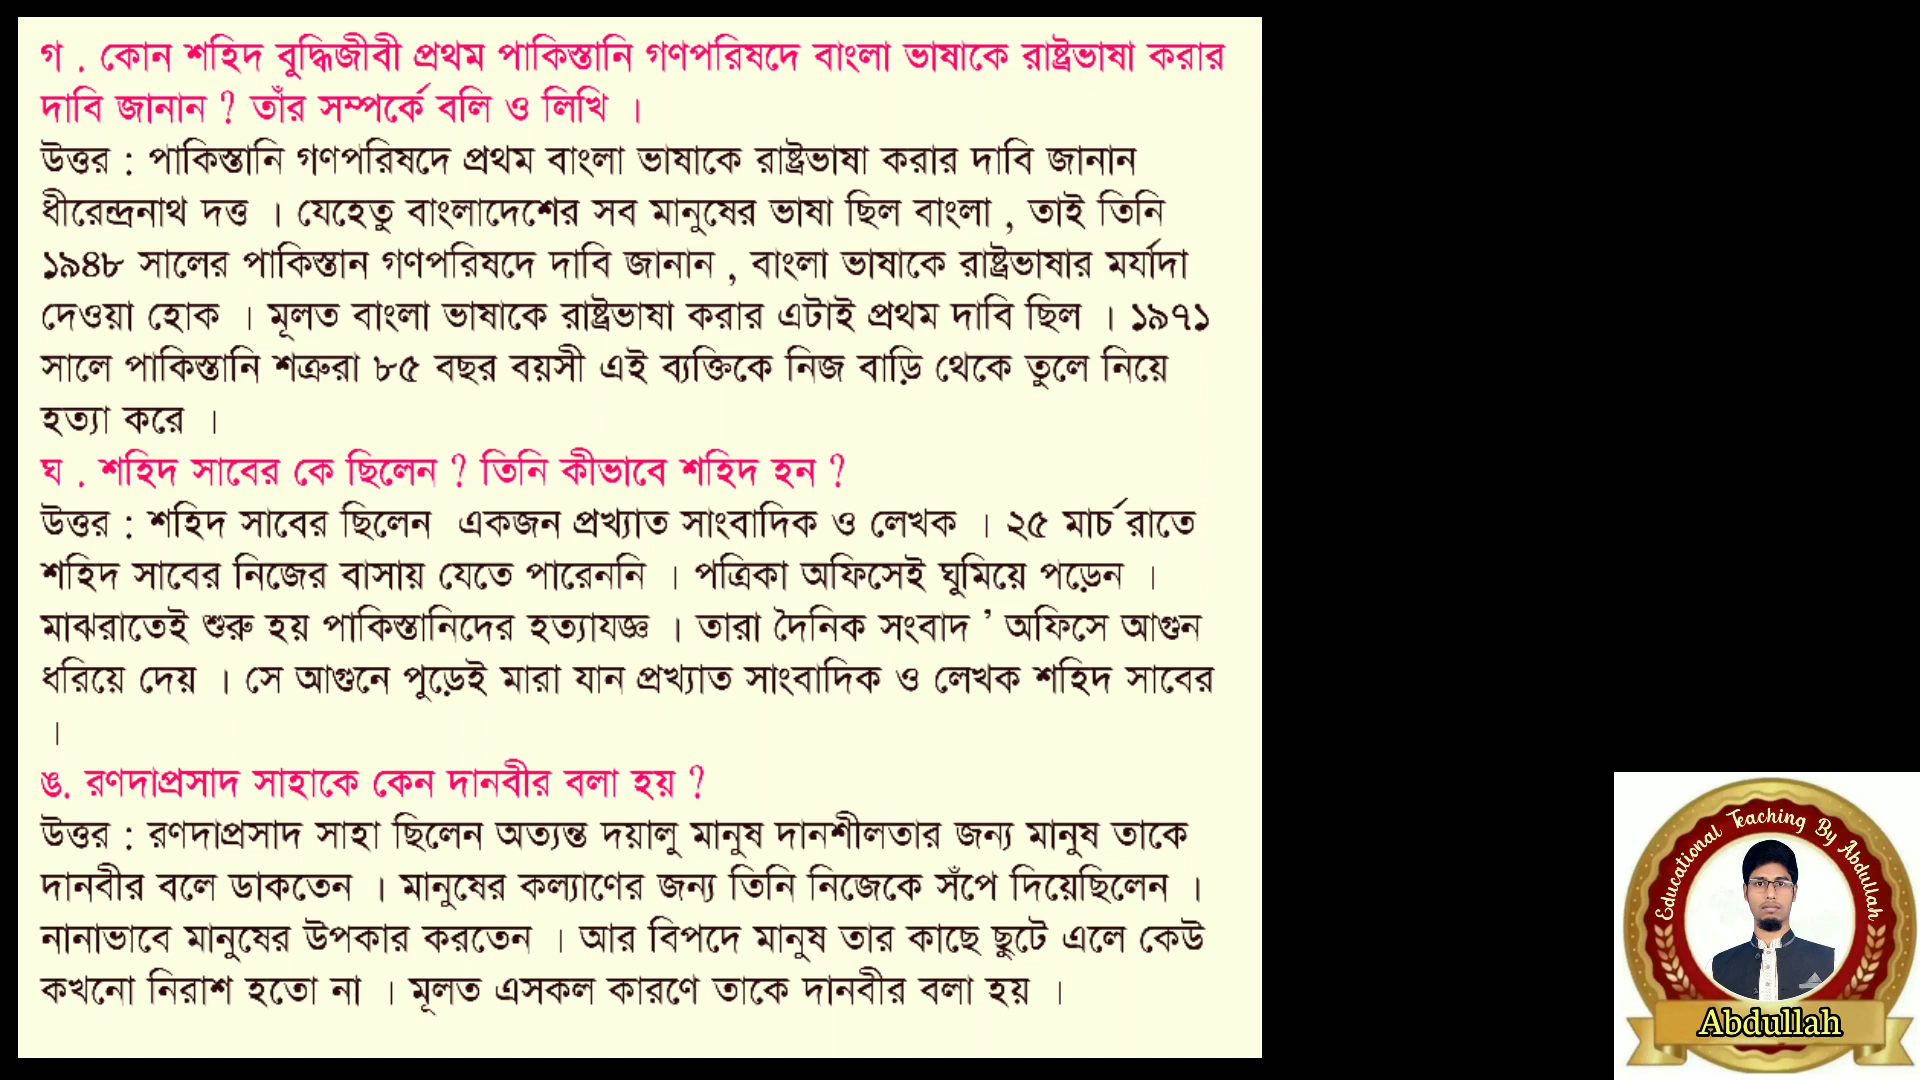 গ . কোন শহিদ বুদ্ধিজীবী প্রথম পাকিস্তানি গণপরিষদে বাংলা ভাষাকে রাষ্ট্রভাষা করার
দাবি জানান ? তাঁর সম্পর্কে বলি ও লিখি ।
উত্তর : পাকিস্তানি গণপরিষদে প্রথম বাংলা ভাষাকে রাষ্ট্রভাষা করার দাবি জানান
ধীরেন্দ্রনাথ দত্ত । যেহেতু বাংলাদেশের সব মানুষের ভাষা ছিল বাংলা , তাই তিনি
১৯৪৮ সালের পাকিস্তান গণপরিষদে দাবি জানান , বাংলা ভাষাকে রাষ্ট্রভাষার মর্যাদা
দেওয়া হোক । মূলত বাংলা ভাষাকে রাষ্ট্রভাষা করার এটাই প্রথম দাবি ছিল । ১৯৭১
সালে পাকিস্তানি শত্রুরা ৮৫ বছর বয়সী এই ব্যক্তিকে নিজ বাড়ি থেকে তুলে নিয়ে
হত্যা করে ।
ঘ . শহিদ সাবের কে ছিলেন ? তিনি কীভাবে শহিদ হন ?
উত্তর : শহিদ সাবের ছিলেন একজন প্রখ্যাত সাংবাদিক ও লেখক । ২৫ মার্চ রাতে
শহিদ সাবের নিজের বাসায় যেতে পারেননি । পত্রিকা অফিসেই ঘুমিয়ে পড়েন ।
মাঝরাতেই শুরু হয় পাকিস্তানিদের হত্যাযজ্ঞ । তারা দৈনিক সংবাদ ’ অফিসে আগুন
ধরিয়ে দেয় । সে আগুনে পুড়েই মারা যান প্রখ্যাত সাংবাদিক ও লেখক শহিদ সাবের
।
ঙ. রণদাপ্রসাদ সাহাকে কেন দানবীর বলা হয় ?
উত্তর : রণদাপ্রসাদ সাহা ছিলেন অত্যন্ত দয়ালু মানুষ দানশীলতার জন্য মানুষ তাকে
দানবীর বলে ডাকতেন । মানুষের কল্যাণের জন্য তিনি নিজেকে সঁপে দিয়েছিলেন ।
নানাভাবে মানুষের উপকার করতেন । আর বিপদে মানুষ তার কাছে ছুটে এলে কেউ
কখনো নিরাশ হতো না । মূলত এসকল কারণে তাকে দানবীর বলা হয় ।
Educational Teaching By Abdullah
Abdullah